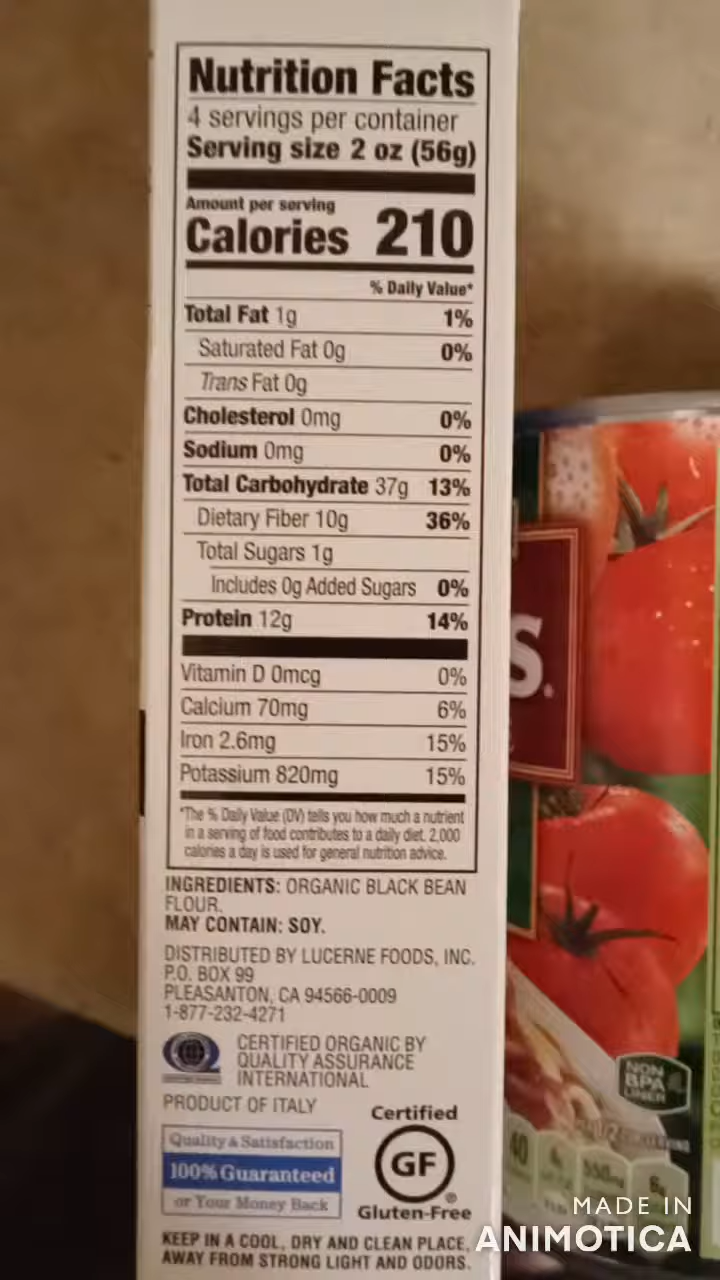 Nutrition Facts
4 servings per container
Serving size 2 oz (56g)
Amount per serving
Calories 210
% Daily Value*
Total Fat 1g 1%
Saturated Fat 0g 0%
Trans Fat 0g
Cholesterol 0mg 0%
Sodium 0mg 0%
Total Carbohydrate 37g 13%
Dietary Fiber 10g 36%
Total Sugars 1g
Includes 0g Added Sugars 0%
Protein 12g 14%
Vitamin D 0mcg 0%
Calcium 70mg 6%
Iron 2.6mg 15%
Potassium 820mg 15%
*The % Daily Value (DV) tells you how much a nutrient
in a serving of food contributes to a daily diet. 2,000
calories a day is used for general nutrition advice.
INGREDIENTS: ORGANIC BLACK BEAN
FLOUR.
MAY CONTAIN: SOY.
DISTRIBUTED BY LUCERNE FOODS, INC.
P.O. BOX 99
PLEASANTON, CA 94566-0009
1-877-232-4271
CERTIFIED ORGANIC BY
QUALITY ASSURANCE
INTERNATIONAL
PRODUCT OF ITALY
Quality & Satisfaction
100% Guaranteed
or Your Money Back
Certified
GF
®
Gluten-Free
KEEP IN A COOL, DRY AND CLEAN PLACE,
AWAY FROM STRONG LIGHT AND ODORS.
S®
NON
BPA
LINER
40
550mg
MADE IN
ANIMOTICA